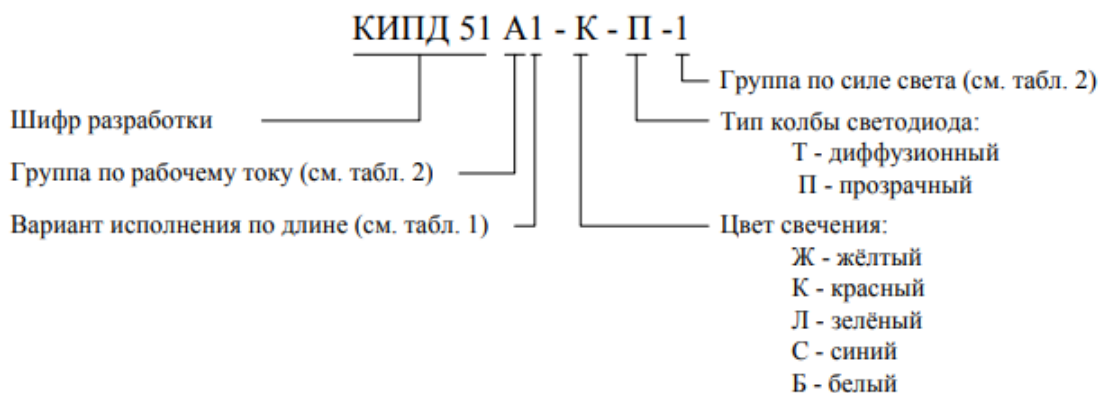 КИПД 51 А1 - К - П -1
Группа по силе света (см. табл. 2)
Шифр разработки
Тип колбы светодиода:
Т - диффузионный
Группа по рабочему току (см. табл. 2)
П - прозрачный
Вариант исполнения по длине (см. табл. 1)
Цвет свечения:
Ж - жёлтый
К - красный
Л - зелёный
С - синий
Б - белый